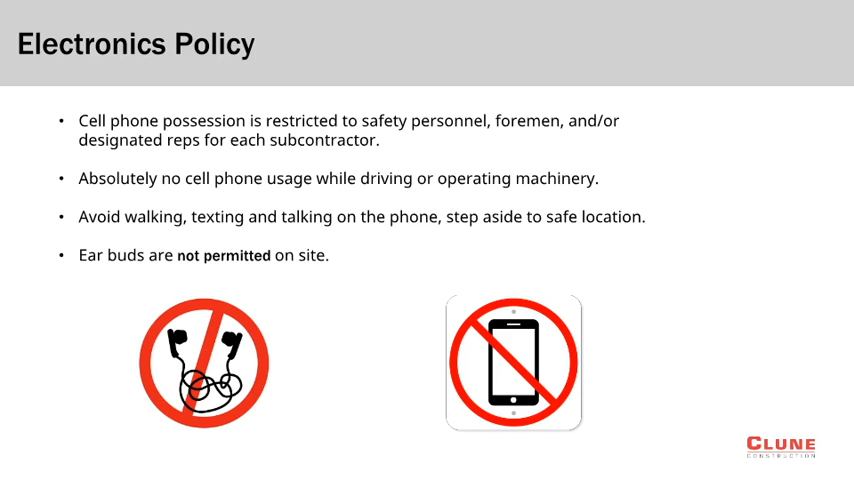 Electronics Policy
• Cell phone possession is restricted to safety personnel, foremen, and/or
designated reps for each subcontractor.
• Absolutely no cell phone usage while driving or operating machinery.
• Avoid walking, texting and talking on the phone, step aside to safe location.
• Ear buds are not permitted on site.
CLUNE
CONSTRUCTION